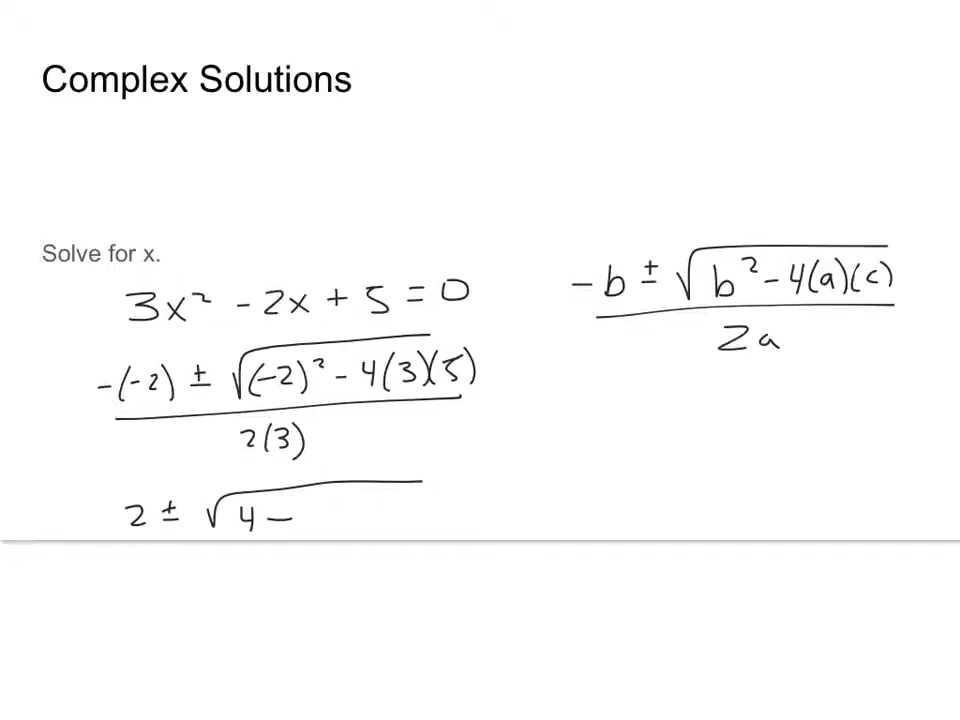 Complex Solutions
Solve for x.
3x² - 2x + 5 = 0
-(-2) ± √(-2)² - 4(3)(5)
2(3)
2 ± √4 -
-b ± √b² - 4(a)(c)
2a